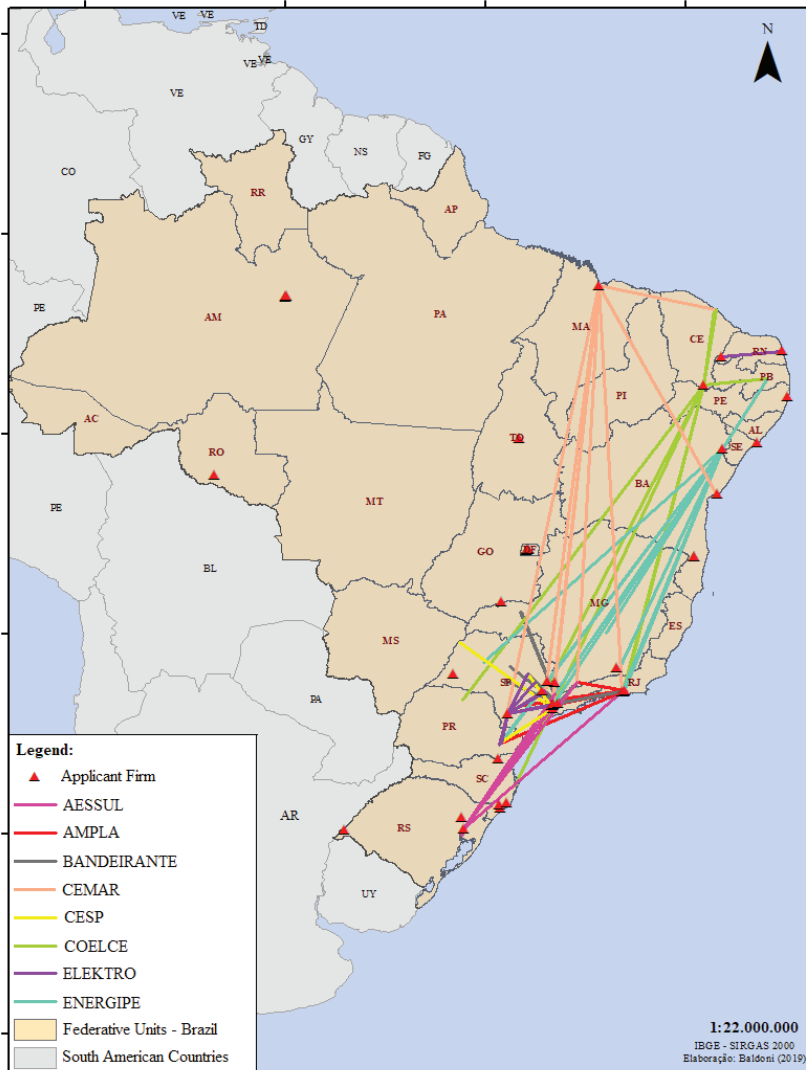 VE
VE
TD
N
VE
VE
VE
GY
NS
FG
CO
RR
AP
PE
AM
PA
MA
CE
RN
PB
PI
PE
AC
AL
TO
SE
RO
BA
MT
PE
GO
DF
BL
MG
MS
ES
SP
RJ
PA
PR
Legend:
Applicant Firm
SC
AESSUL
AR
AMPLA
RS
BANDEIRANTE
CEMAR
UY
CESP
COELCE
ELEKTRO
ENERGIPE
Federative Units - Brazil
1:22.000.000
IBGE - SIRGAS 2000
South American Countries
Elaboração: Baldoni (2019)